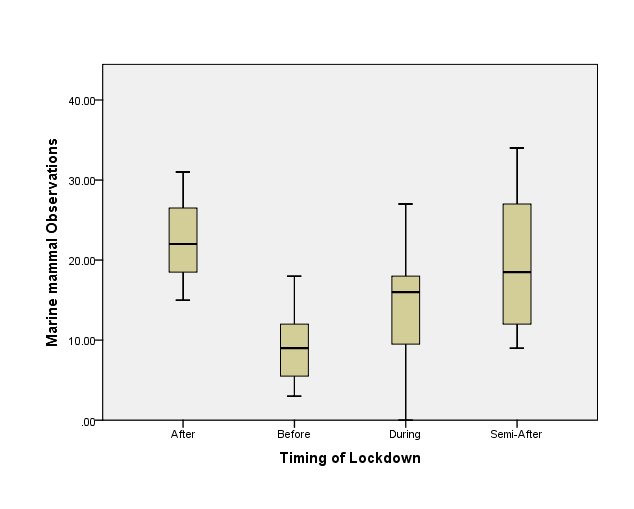 Marine mammal Observations
40.00
30.00
20.00
10.00
.00
After Before During Semi-After
Timing of Lockdown